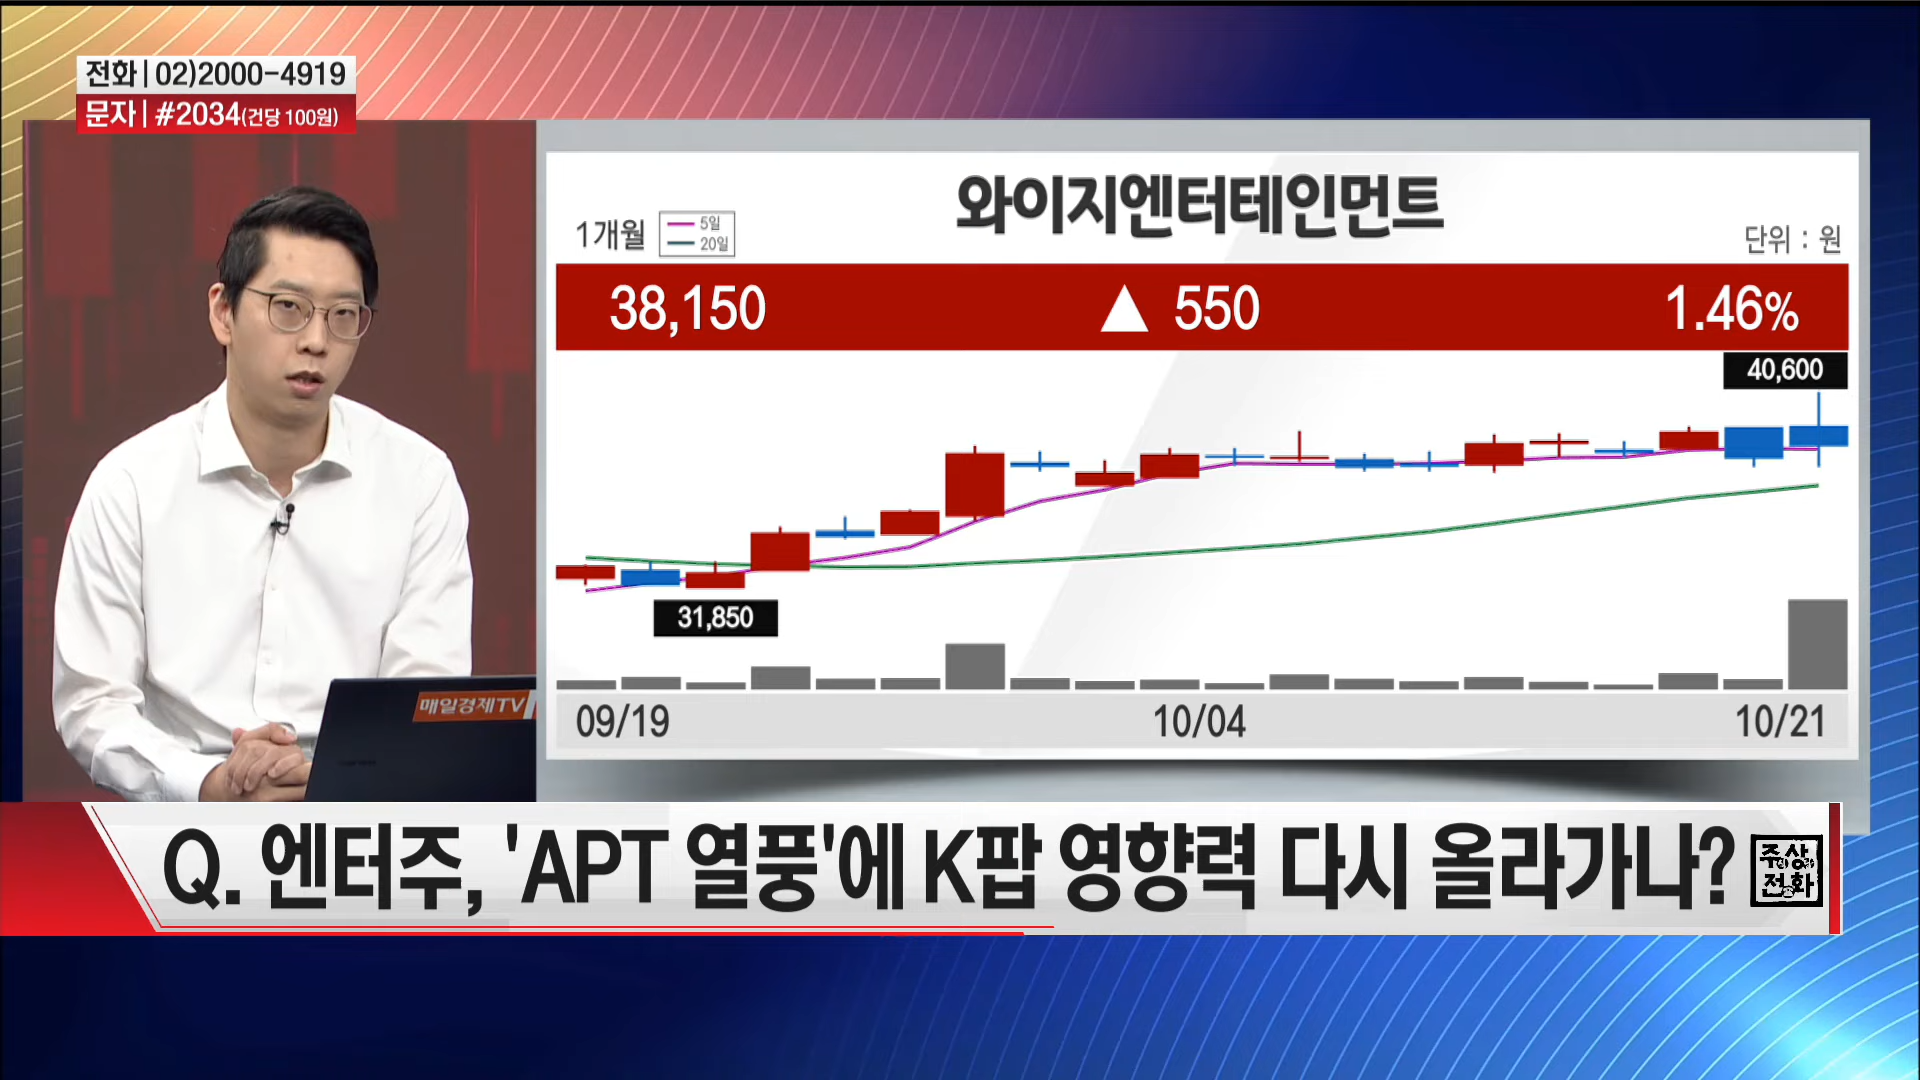 전화 | 02)2000-4919
문자 | #2034(건당 100원)
와이지엔터테인먼트
1개월
5일
20일
단위 : 원
38,150 ▲ 550 1.46%
40,600
31,850
09/19 10/04 10/21
매일경제TV
Q. 엔터주, 'APT 열풍'에 K팝 영향력 다시 올라가나?
주상
전화